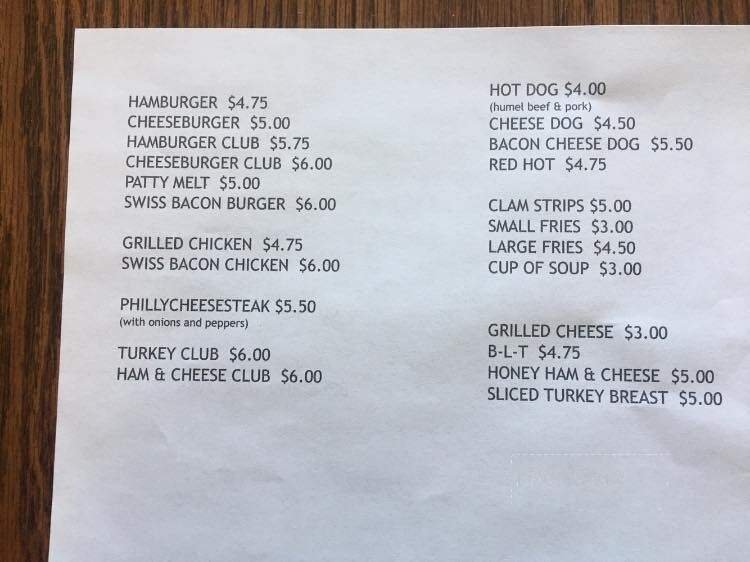 HAMBURGER $4.75
CHEESEBURGER $5.00
HAMBURGER CLUB $5.75
CHEESEBURGER CLUB $6.00
PATTY MELT $5.00
SWISS BACON BURGER $6.00
GRILLED CHICKEN $4.75
SWISS BACON CHICKEN $6.00
PHILLYCHEESESTEAK $5.50
(with onions and peppers)
TURKEY CLUB $6.00
HAM & CHEESE CLUB $6.00
HOT DOG $4.00
(humel beef & pork)
CHEESE DOG $4.50
BACON CHEESE DOG $5.50
RED HOT $4.75
CLAM STRIPS $5.00
SMALL FRIES $3.00
LARGE FRIES $4.50
CUP OF SOUP $3.00
GRILLED CHEESE $3.00
B-L-T $4.75
HONEY HAM & CHEESE $5.00
SLICED TURKEY BREAST $5.00